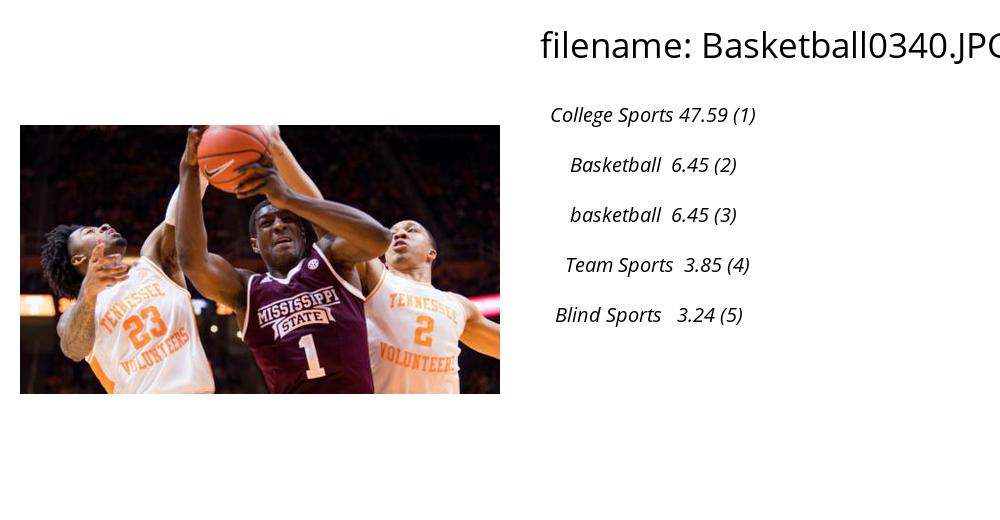 filename: Basketball0340.JPG
College Sports 47.59 (1)
Basketball 6.45 (2)
basketball 6.45 (3)
Team Sports 3.85 (4)
Blind Sports 3.24 (5)
TENNESSEE
23
VOLUNTEERS
MISSISSIPPI
STATE
1
TENNESSEE
2
VOLUNTEERS